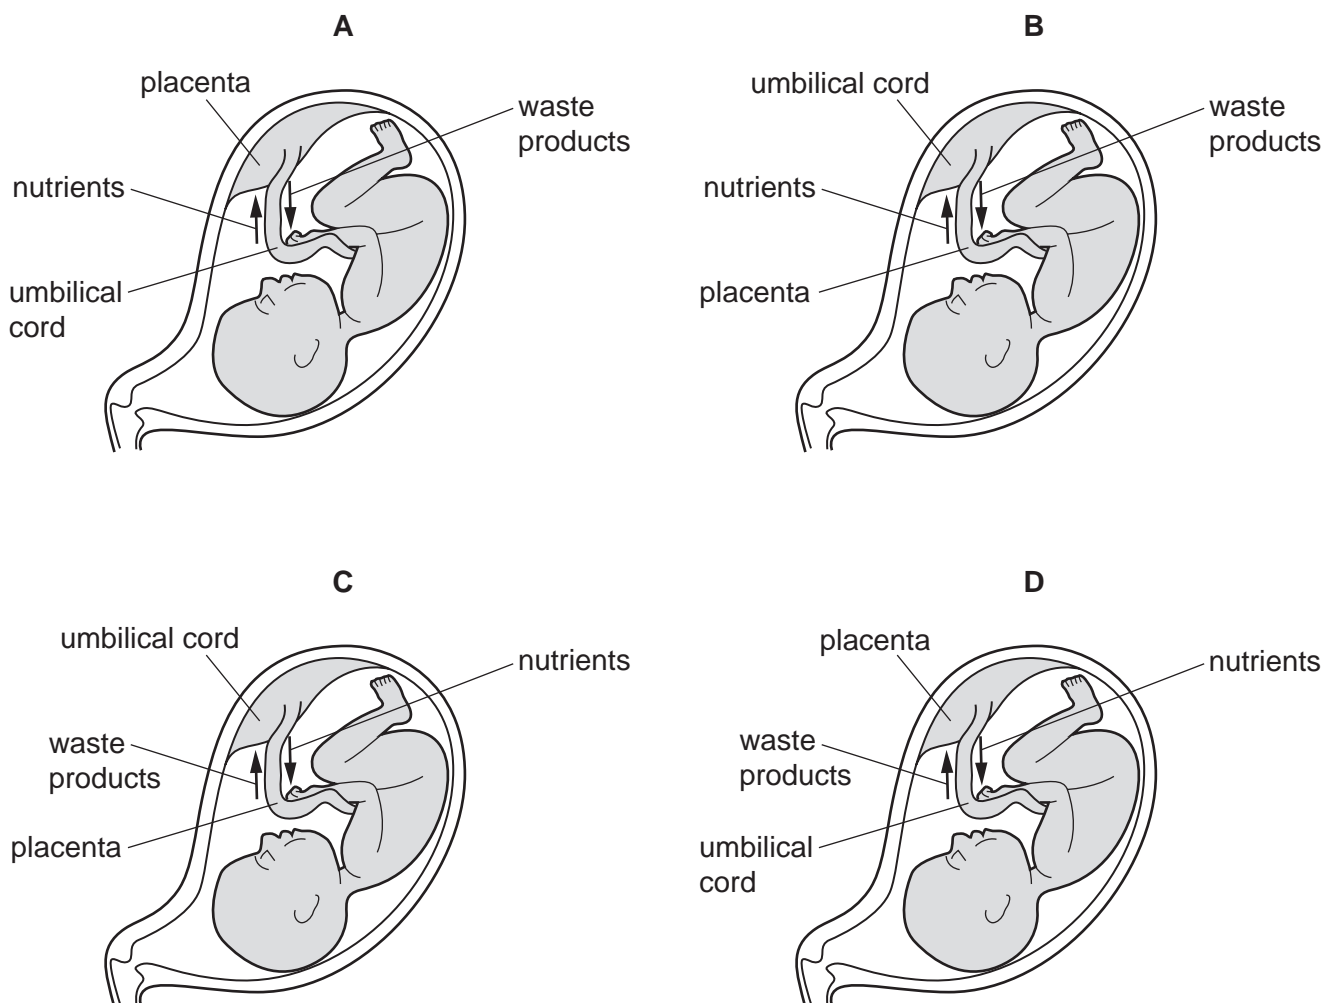 A
placenta
waste
products
nutrients
umbilical
cord
B
umbilical cord
waste
products
nutrients
placenta
C
umbilical cord
nutrients
waste
products
placenta
D
placenta
nutrients
waste
products
umbilical
cord